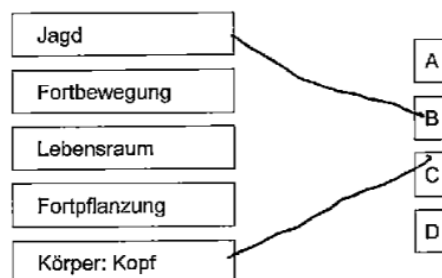 Jagd
Fortbewegung
Lebensraum
Fortpflanzung
Körper: Kopf
A
B
C
D